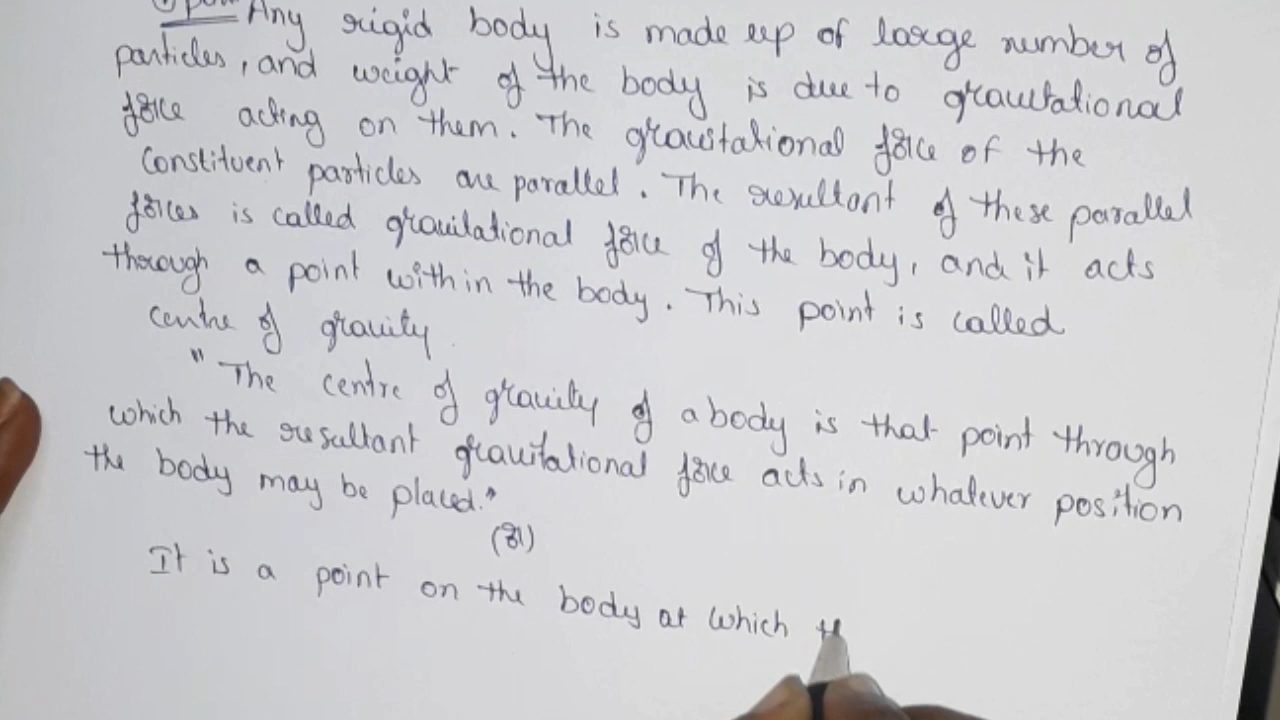 Any rigid body is made up of large number of
particles, and weight of the body is due to gravitational
force acting on them. The gravitational force of the
Constituent particles are parallel. The resultant of these parallel
forces is called gravitational force of the body, and it acts
through a point within the body. This point is called
centre of gravity.
"The centre of gravity of a body is that point through
which the resultant gravitational force acts in whatever position
the body may be placed."
(or)
It is a point on the body at which